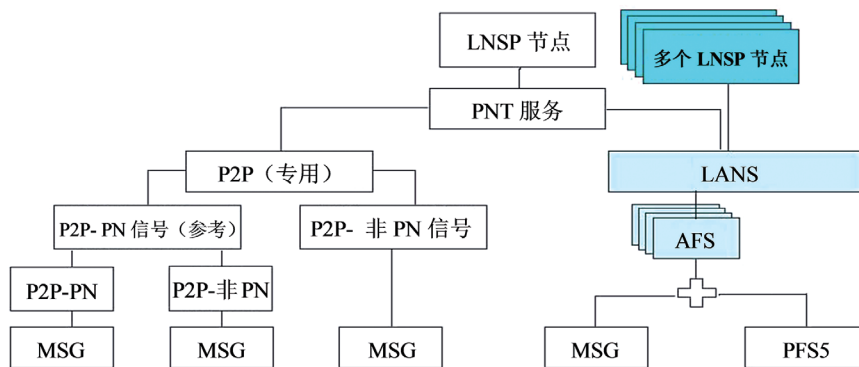 LNSP 节点
多个 LNSP 节点
PNT 服务
P2P（专用）
LANS
P2P- PN 信号（参考）
P2P- 非 PN 信号
AFS
P2P-PN
P2P-非 PN
MSG
MSG
MSG
MSG
PFS5